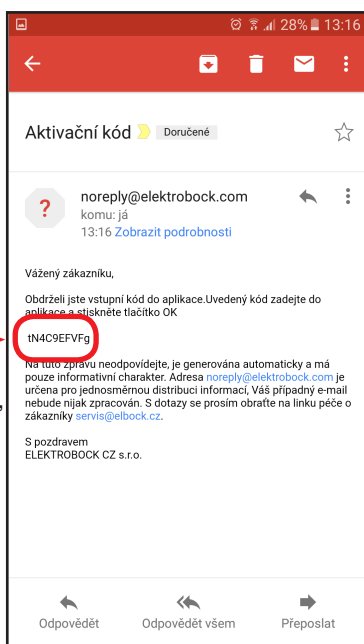 28% 13:16
Aktivační kód Doručené
?
noreply@elektrobock.com
komu: já
13:16 Zobrazit podrobnosti
Vážený zákazníku,
Obdrželi jste vstupní kód do aplikace.Uvedený kód zadejte do
aplikace a stiskněte tlačítko OK
tN4C9EFVFg
Na tuto zprávu neodpovídejte, je generována automaticky a má
pouze informativní charakter. Adresa noreply@elektrobock.com je
určena pro jednosměrnou distribuci informací, Váš případný e-mail
nebude nijak zpracován. S dotazy se prosím obraťte na linku péče o
zákazníky servis@elbock.cz.
S pozdravem
ELEKTROBOCK CZ s.r.o.
Odpovědět Odpovědět všem Přeposlat